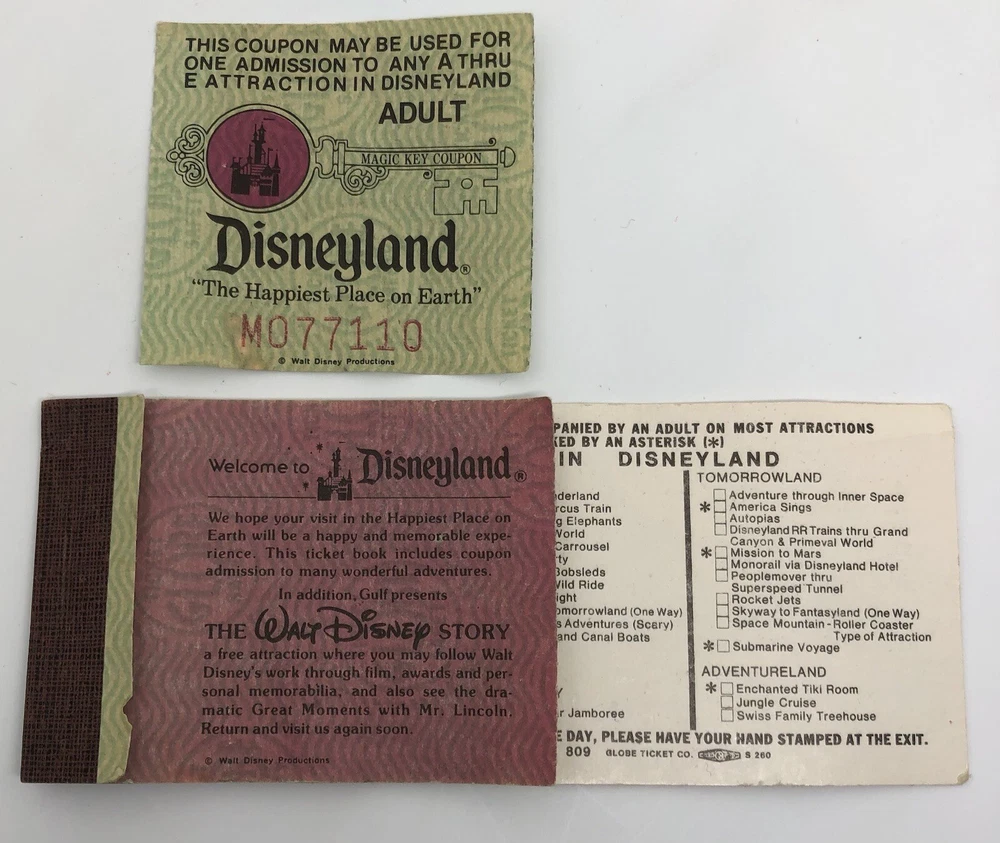 THIS COUPON MAY BE USED FOR
ONE ADMISSION TO ANY A THRU
E ATTRACTION IN DISNEYLAND
ADULT
MAGIC KEY COUPON
Disneyland®
"The Happiest Place on Earth"
M077110
© Walt Disney Productions
Welcome to Disneyland®
We hope your visit in the Happiest Place on
Earth will be a happy and memorable expe-
rience. This ticket book includes coupon
admission to many wonderful adventures.
In addition, Gulf presents
THE WALT DISNEY STORY
a free attraction where you may follow Walt
Disney's work through film, awards and per-
sonal memorabilia, and also see the dra-
matic Great Moments with Mr. Lincoln.
Return and visit us again soon.
© Walt Disney Productions
PANIED BY AN ADULT ON MOST ATTRACTIONS
KED BY AN ASTERISK (*)
IN DISNEYLAND
derland
rcus Train
g Elephants
World
Carrousel
rty
Bobsleds
Wild Ride
ight
omorrowland (One Way)
s Adventures (Scary)
and Canal Boats
Y
r Jamboree
TOMORROWLAND
Adventure through Inner Space
* America Sings
Autopias
Disneyland RR Trains thru Grand
Canyon & Primeval World
* Mission to Mars
Monorail via Disneyland Hotel
Peoplemover thru
Superspeed Tunnel
Rocket Jets
Skyway to Fantasyland (One Way)
Space Mountain - Roller Coaster
Type of Attraction
* Submarine Voyage
ADVENTURELAND
* Enchanted Tiki Room
Jungle Cruise
Swiss Family Treehouse
E DAY, PLEASE HAVE YOUR HAND STAMPED AT THE EXIT.
809 GLOBE TICKET CO. S 260